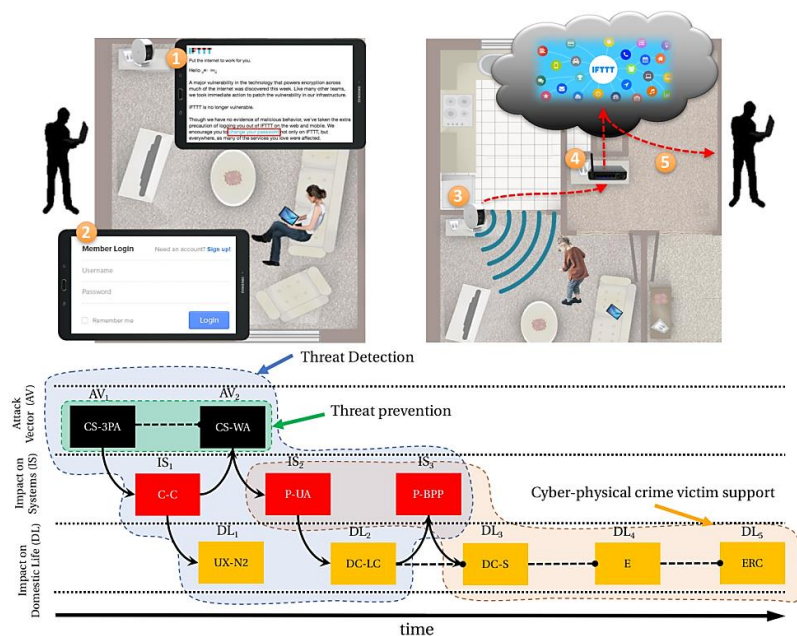 1
IFTTT
Put the internet to work for you.
Hello
A major vulnerability in the technology that powers encryption across
much of the internet was discovered this week. Like many other teams,
we took immediate action to patch the vulnerability in our infrastructure.
IFTTT is no longer vulnerable.
Though we have no evidence of malicious behavior, we've taken the extra
precaution of logging you out of IFTTT on the web and mobile. We
encourage you to change your password not only on IFTTT, but
everywhere, as many of the services you love were affected.
SAMSUNG
2
Member Login
Need an account? Sign up!
Username
Password
Remember me
Login
SAMSUNG
IFTTT
3
4
5
Threat Detection
Threat prevention
Cyber-physical crime victim support
Attack
Vector (AV)
AV1
AV2
CS-3PA
CS-WA
Impact on
Systems (IS)
IS1
IS2
IS3
C-C
P-UA
P-BPP
Impact on
Domestic Life (DL)
DL1
DL2
DL3
DL4
DL5
UX-N2
DC-LC
DC-S
E
ERC
time